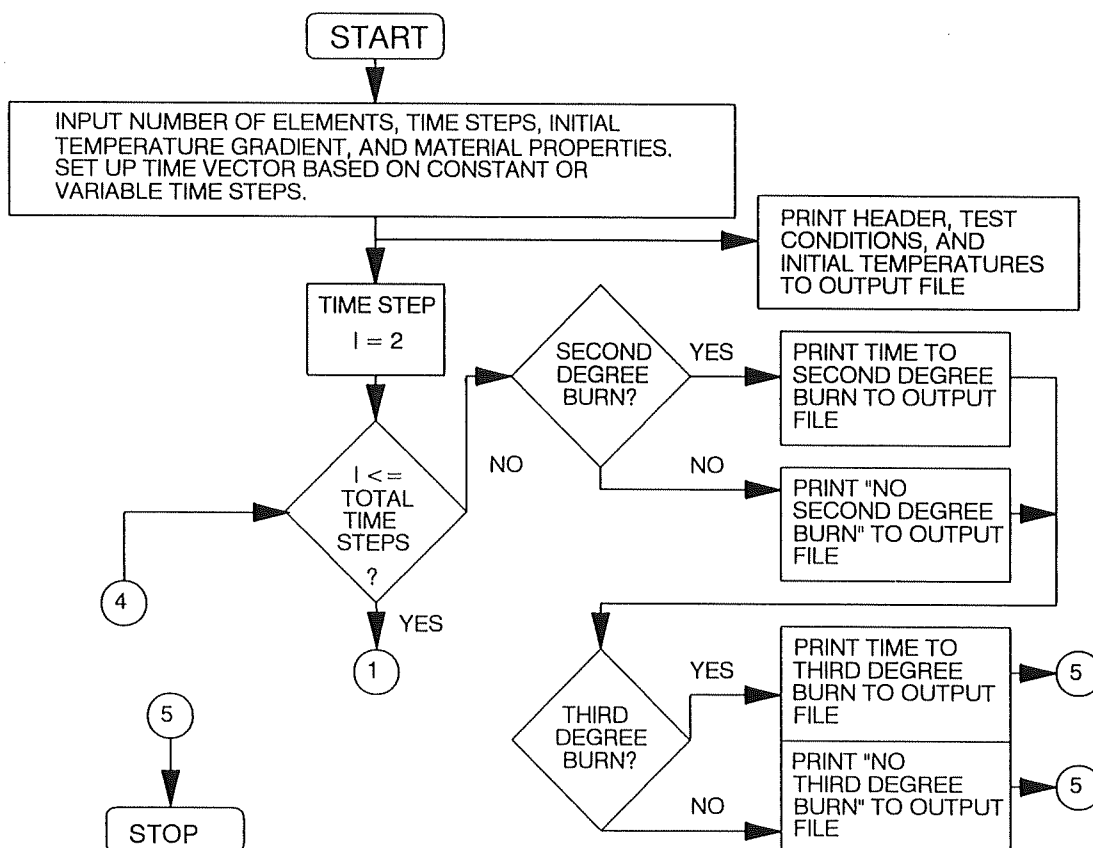 START
INPUT NUMBER OF ELEMENTS, TIME STEPS, INITIAL
TEMPERATURE GRADIENT, AND MATERIAL PROPERTIES.
SET UP TIME VECTOR BASED ON CONSTANT OR
VARIABLE TIME STEPS.
PRINT HEADER, TEST
CONDITIONS, AND
INITIAL TEMPERATURES
TO OUTPUT FILE
TIME STEP
I = 2
SECOND
DEGREE
BURN?
YES
PRINT TIME TO
SECOND DEGREE
BURN TO OUTPUT
FILE
NO
NO
PRINT "NO
SECOND DEGREE
BURN" TO OUTPUT
FILE
I <=
TOTAL
TIME
STEPS
?
4
YES
1
THIRD
DEGREE
BURN?
YES
PRINT TIME TO
THIRD DEGREE
BURN TO OUTPUT
FILE
5
NO
PRINT "NO
THIRD DEGREE
BURN" TO OUTPUT
FILE
5
5
STOP